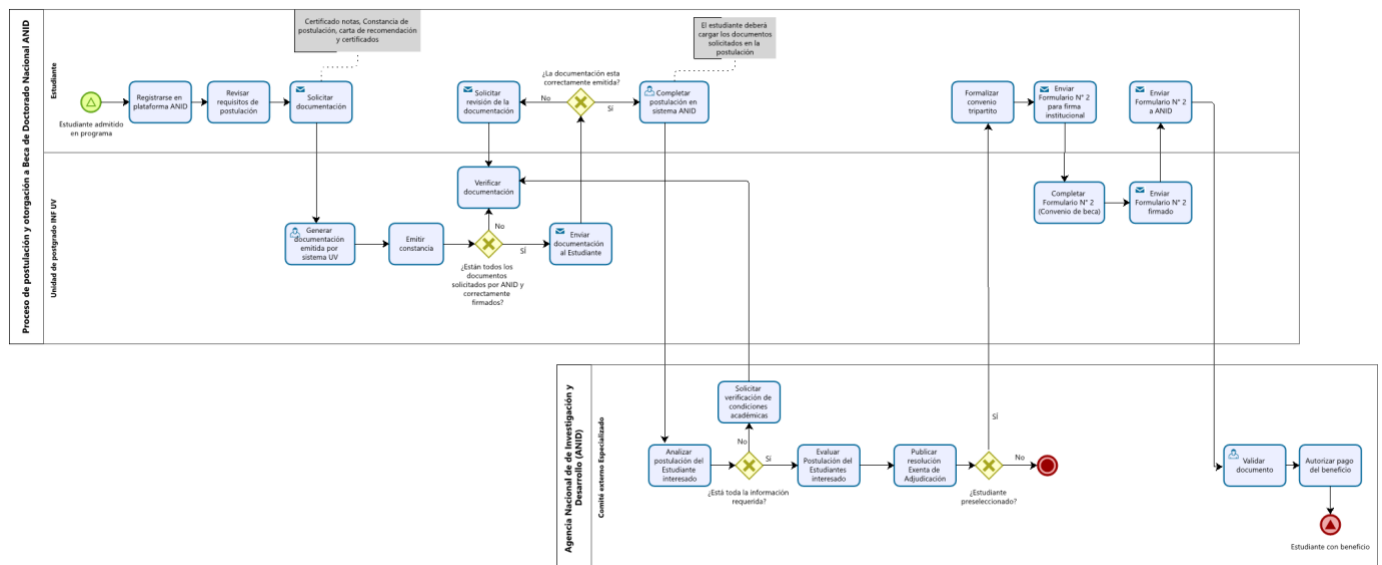 Proceso de postulación y otorgación a Beca de Doctorado Nacional ANID
Estudiante
Certificado notas, Constancia de
postulación, carta de recomendación
y certificados
El estudiante deberá
cargar los documentos
solicitados en la
postulación
Estudiante admitido
en programa
Registrarse en
plataforma ANID
Revisar
requisitos de
postulación
Solicitar
documentación
Solicitar
revisión de la
documentación
No
¿La documentación esta
correctamente emitida?
Sí
Completar
postulación en
sistema ANID
Formalizar
convenio
tripartito
Enviar
Formulario N° 2
para firma
institucional
Enviar
Formulario N° 2
a ANID
Unidad de postgrado INF UV
Generar
documentación
emitida por
sistema UV
Emitir
constancia
Verificar
documentación
No
SÍ
¿Están todos los
documentos
solicitados por ANID y
correctamente
firmados?
Enviar
documentación
al Estudiante
Completar
Formulario N° 2
(Convenio de beca)
Enviar
Formulario N° 2
firmado
Agencia Nacional de de Investigación y
Desarrollo (ANID)
Comité externo Especializado
Solicitar
verificación de
condiciones
académicas
Analizar
postulación del
Estudiante
interesado
No
Sí
¿Está toda la información
requerida?
Evaluar
Postulación del
Estudiantes
interesado
Publicar
resolución
Exenta de
Adjudicación
SÍ
No
¿Estudiante
preseleccionado?
Validar
documento
Autorizar pago
del beneficio
Estudiante con beneficio